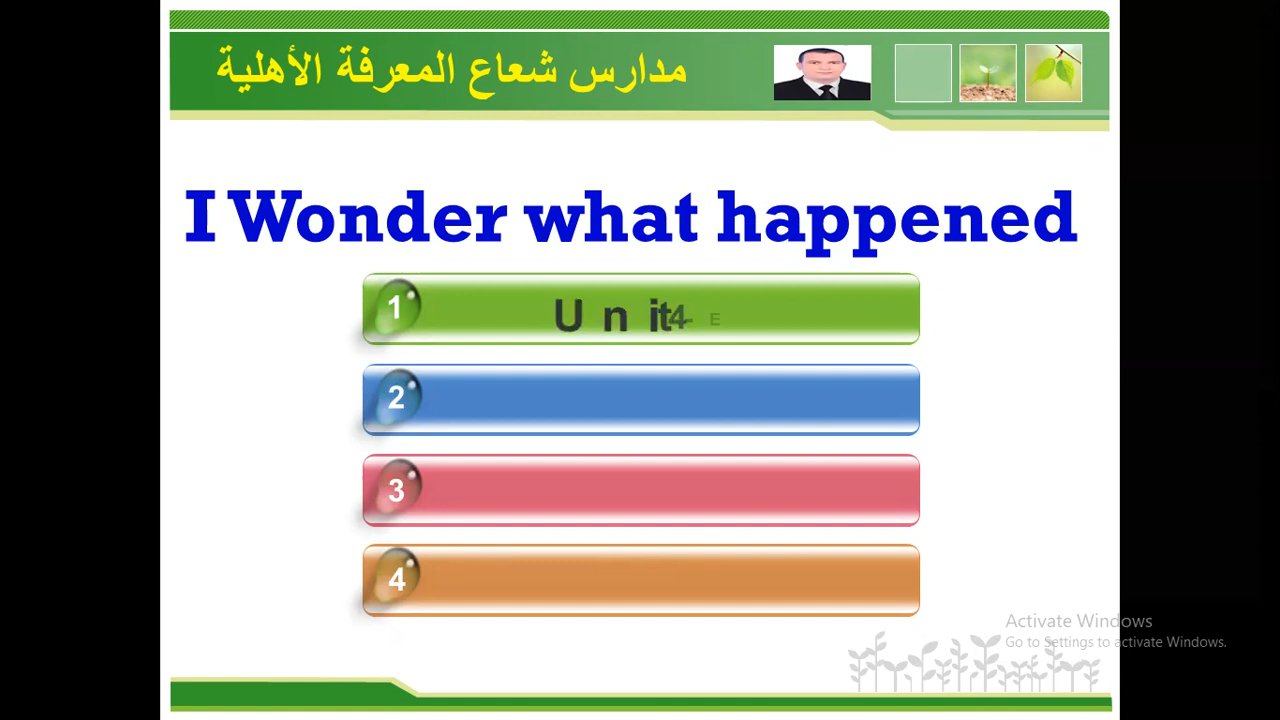 مدارس شعاع المعرفة الأهلية
I Wonder what happened
1
Unit4- E
2
3
4
Activate Windows
Go to Settings to activate Windows.